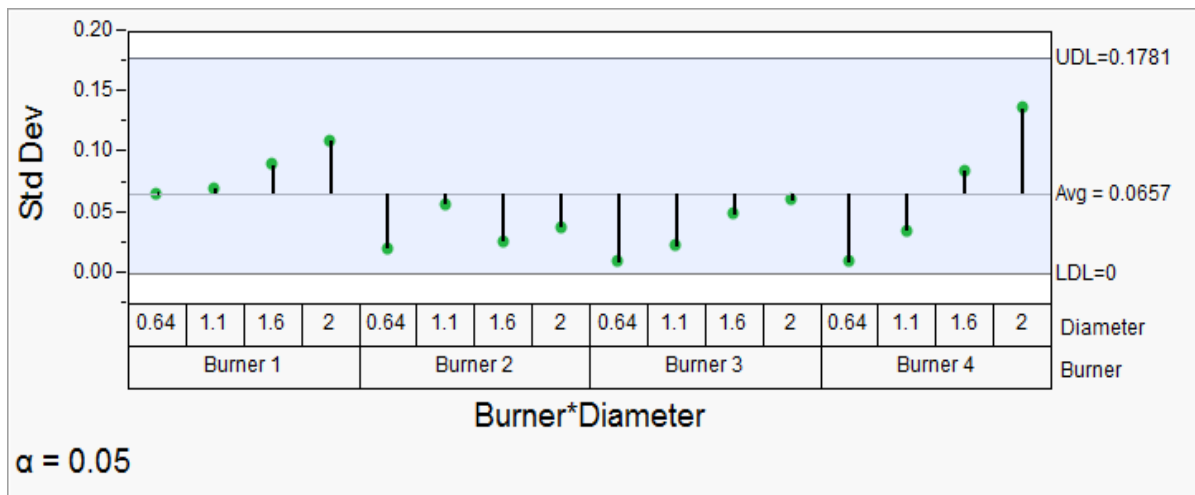 0.20
UDL=0.1781
0.15
Std Dev
0.10
Avg = 0.0657
0.05
0.00
LDL=0
0.64 1.1 1.6 2 0.64 1.1 1.6 2 0.64 1.1 1.6 2 0.64 1.1 1.6 2 Diameter
Burner 1 Burner 2 Burner 3 Burner 4 Burner
Burner*Diameter
α = 0.05